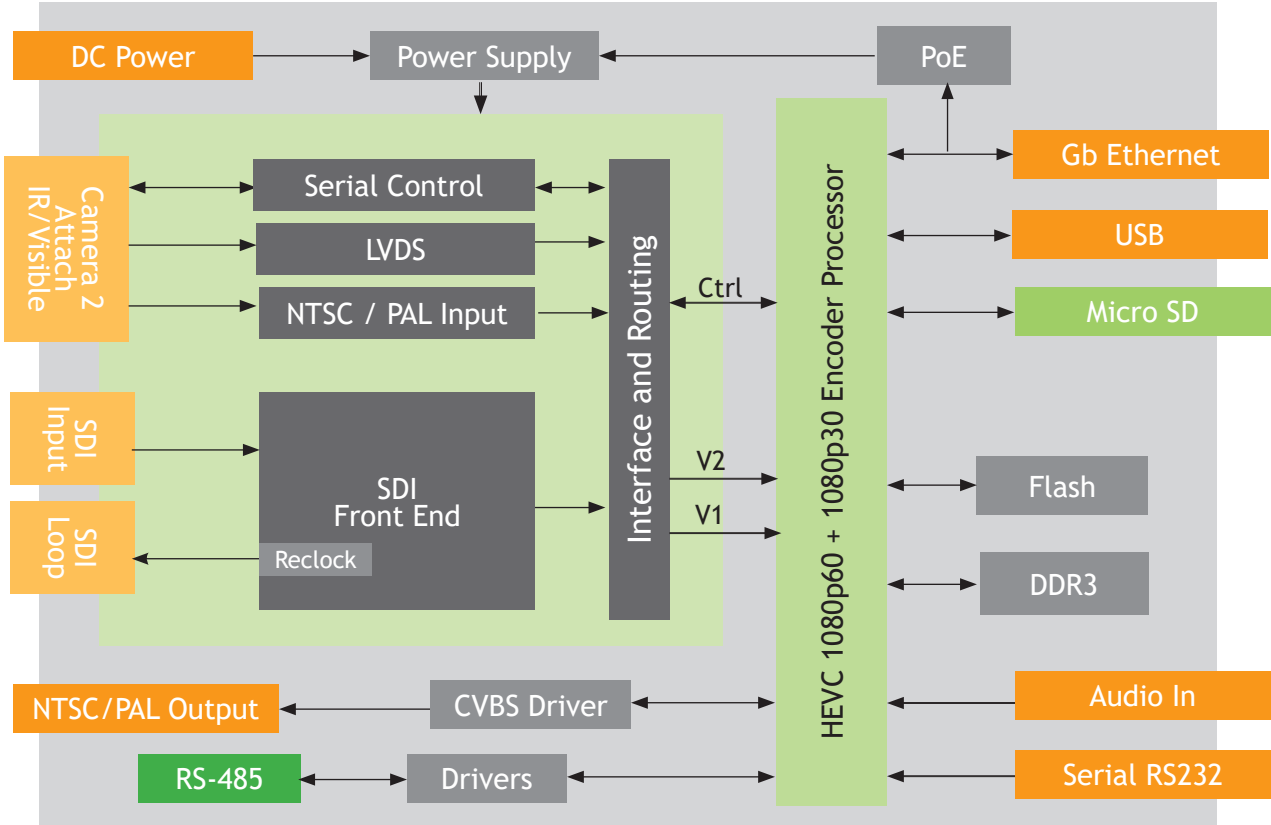 DC Power
Power Supply
PoE
Gb Ethernet
Camera 2
Attach
IR/Visible
Serial Control
LVDS
NTSC / PAL Input
Interface and Routing
Ctrl
HEVC 1080p60 + 1080p30 Encoder Processor
USB
Micro SD
SDI
Input
SDI
Front End
V2
V1
Flash
SDI
Loop
Reclock
DDR3
NTSC/PAL Output
CVBS Driver
Audio In
RS-485
Drivers
Serial RS232